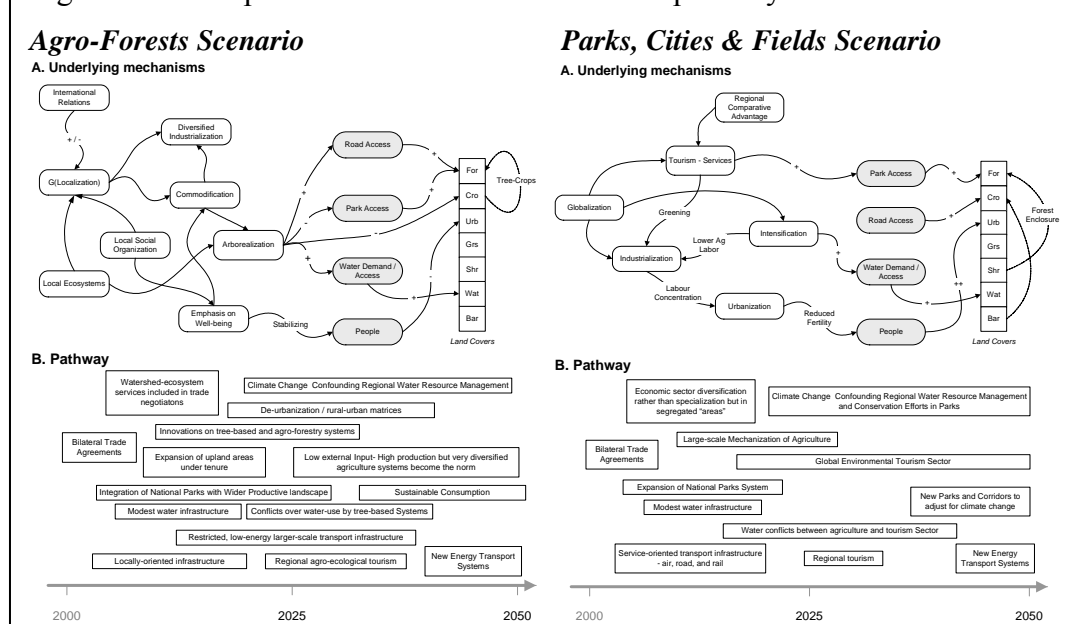 Agro-Forests Scenario
A. Underlying mechanisms
International
Relations
+ / -
Diversified
Industrialization
G(Localization)
Commodification
Local Social
Organization
Arborealization
Local Ecosystems
Emphasis on
Well-being
Stabilizing
Road Access
Park Access
Water Demand /
Access
People
+
-
+
+
+
-
+
-
For
Cro
Urb
Grs
Shr
Wat
Bar
Tree-Crops
Land Covers
B. Pathway
Watershed-ecosystem
services included in trade
negotiatons
Climate Change Confounding Regional Water Resource Management
De-urbanization / rural-urban matrices
Innovations on tree-based and agro-forestry systems
Bilateral Trade
Agreements
Expansion of upland areas
under tenure
Low external Input- High production but very diversified
agriculture systems become the norm
Integration of National Parks with Wider Productive landscape
Sustainable Consumption
Modest water infrastructure
Conflicts over water-use by tree-based Systems
Restricted, low-energy larger-scale transport infrastructure
Locally-oriented infrastructure
Regional agro-ecological tourism
New Energy Transport
Systems
2000
2025
2050
Parks, Cities & Fields Scenario
A. Underlying mechanisms
Regional
Comparative
Advantage
Tourism - Services
Globalization
Greening
Intensification
Lower Ag
Labor
Industrialization
Labour
Concentration
Urbanization
Reduced
Fertility
Park Access
Road Access
Water Demand /
Access
People
+
+
+
+
+
++
For
Cro
Urb
Grs
Shr
Wat
Bar
Forest
Enclosure
Land Covers
B. Pathway
Economic sector diversification
rather than specialization but in
segregated “areas”
Climate Change Confounding Regional Water Resource Management
and Conservation Efforts in Parks
Large-scale Mechanization of Agriculture
Bilateral Trade
Agreements
Global Environmental Tourism Sector
Expansion of National Parks System
Modest water infrastructure
New Parks and Corridors to
adjust for climate change
Water conflicts between agriculture and tourism Sector
Service-oriented transport infrastructure
- air, road, and rail
Regional tourism
New Energy
Transport Systems
2000
2025
2050